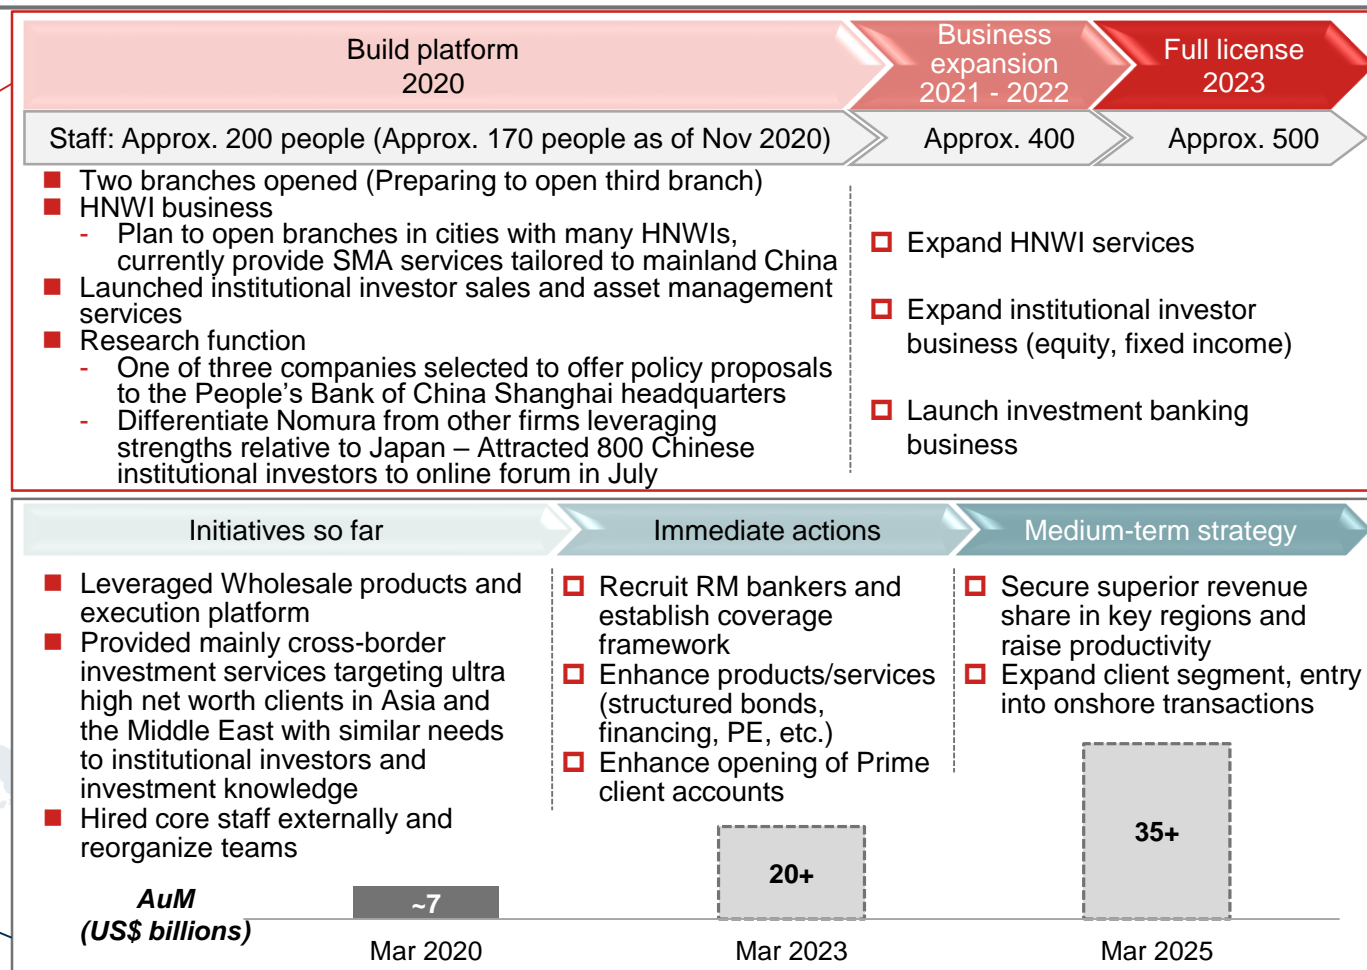 Build platform
2020
Business
expansion
2021 - 2022
Full license
2023
Staff: Approx. 200 people (Approx. 170 people as of Nov 2020)
Approx. 400
Approx. 500
Two branches opened (Preparing to open third branch)
HNWI business
- Plan to open branches in cities with many HNWIs,
currently provide SMA services tailored to mainland China
Launched institutional investor sales and asset management
services
Research function
- One of three companies selected to offer policy proposals
to the People’s Bank of China Shanghai headquarters
- Differentiate Nomura from other firms leveraging
strengths relative to Japan – Attracted 800 Chinese
institutional investors to online forum in July
Expand HNWI services
Expand institutional investor
business (equity, fixed income)
Launch investment banking
business
Initiatives so far
Immediate actions
Medium-term strategy
Leveraged Wholesale products and
execution platform
Provided mainly cross-border
investment services targeting ultra
high net worth clients in Asia and
the Middle East with similar needs
to institutional investors and
investment knowledge
Hired core staff externally and
reorganize teams
Recruit RM bankers and
establish coverage
framework
Enhance products/services
(structured bonds,
financing, PE, etc.)
Enhance opening of Prime
client accounts
Secure superior revenue
share in key regions and
raise productivity
Expand client segment, entry
into onshore transactions
AuM
(US$ billions)
~7
20+
35+
Mar 2020
Mar 2023
Mar 2025